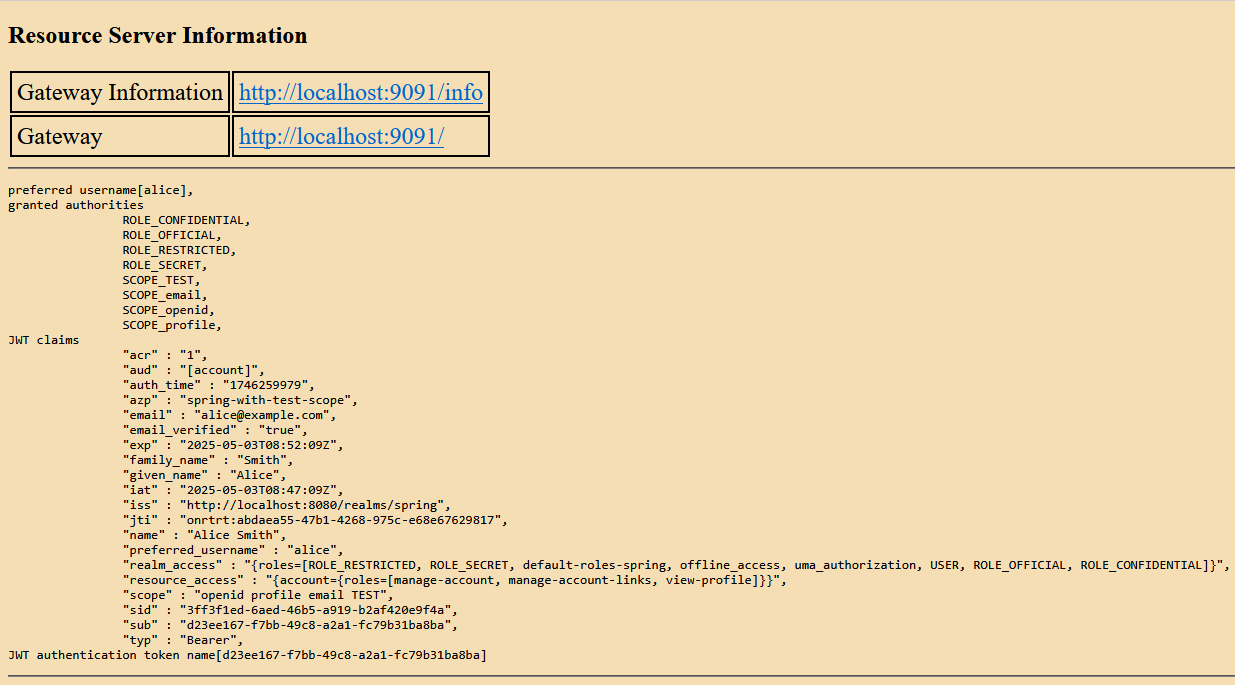 Resource Server Information
Gateway Information http://localhost:9091/info
Gateway http://localhost:9091/
preferred username[alice],
granted authorities
ROLE_CONFIDENTIAL,
ROLE_OFFICIAL,
ROLE_RESTRICTED,
ROLE_SECRET,
SCOPE_TEST,
SCOPE_email,
SCOPE_openid,
SCOPE_profile,
JWT claims
"acr" : "1",
"aud" : "[account]",
"auth_time" : "1746259979",
"azp" : "spring-with-test-scope",
"email" : "alice@example.com",
"email_verified" : "true",
"exp" : "2025-05-03T08:52:09Z",
"family_name" : "Smith",
"given_name" : "Alice",
"iat" : "2025-05-03T08:47:09Z",
"iss" : "http://localhost:8080/realms/spring",
"jti" : "onrtrt:abdaea55-47b1-4268-975c-e68e67629817",
"name" : "Alice Smith",
"preferred_username" : "alice",
"realm_access" : "{roles=[ROLE_RESTRICTED, ROLE_SECRET, default-roles-spring, offline_access, uma_authorization, USER, ROLE_OFFICIAL, ROLE_CONFIDENTIAL]}",
"resource_access" : "{account={roles=[manage-account, manage-account-links, view-profile]}}",
"scope" : "openid profile email TEST",
"sid" : "3ff3f1ed-6aed-46b5-a919-b2af420e9f4a",
"sub" : "d23ee167-f7bb-49c8-a2a1-fc79b31ba8ba",
"typ" : "Bearer",
JWT authentication token name[d23ee167-f7bb-49c8-a2a1-fc79b31ba8ba]